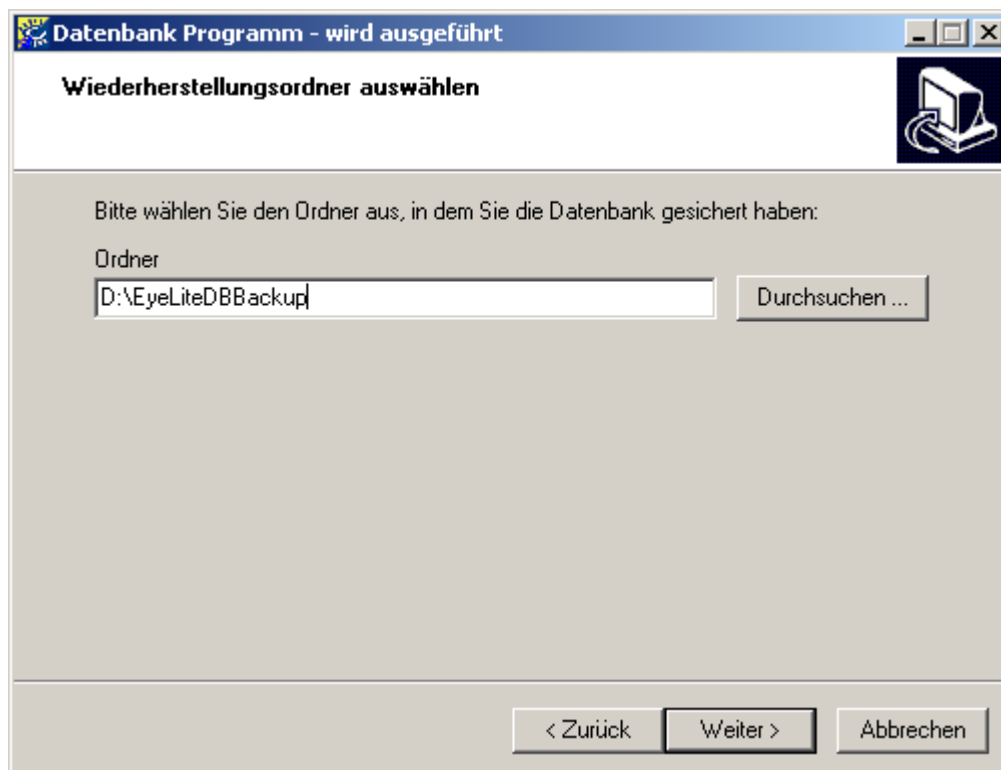 Datenbank Programm - wird ausgeführt
Wiederherstellungsordner auswählen
Bitte wählen Sie den Ordner aus, in dem Sie die Datenbank gesichert haben:
Ordner
D:\EyeLiteDBBackup
Durchsuchen ...
< Zurück
Weiter >
Abbrechen